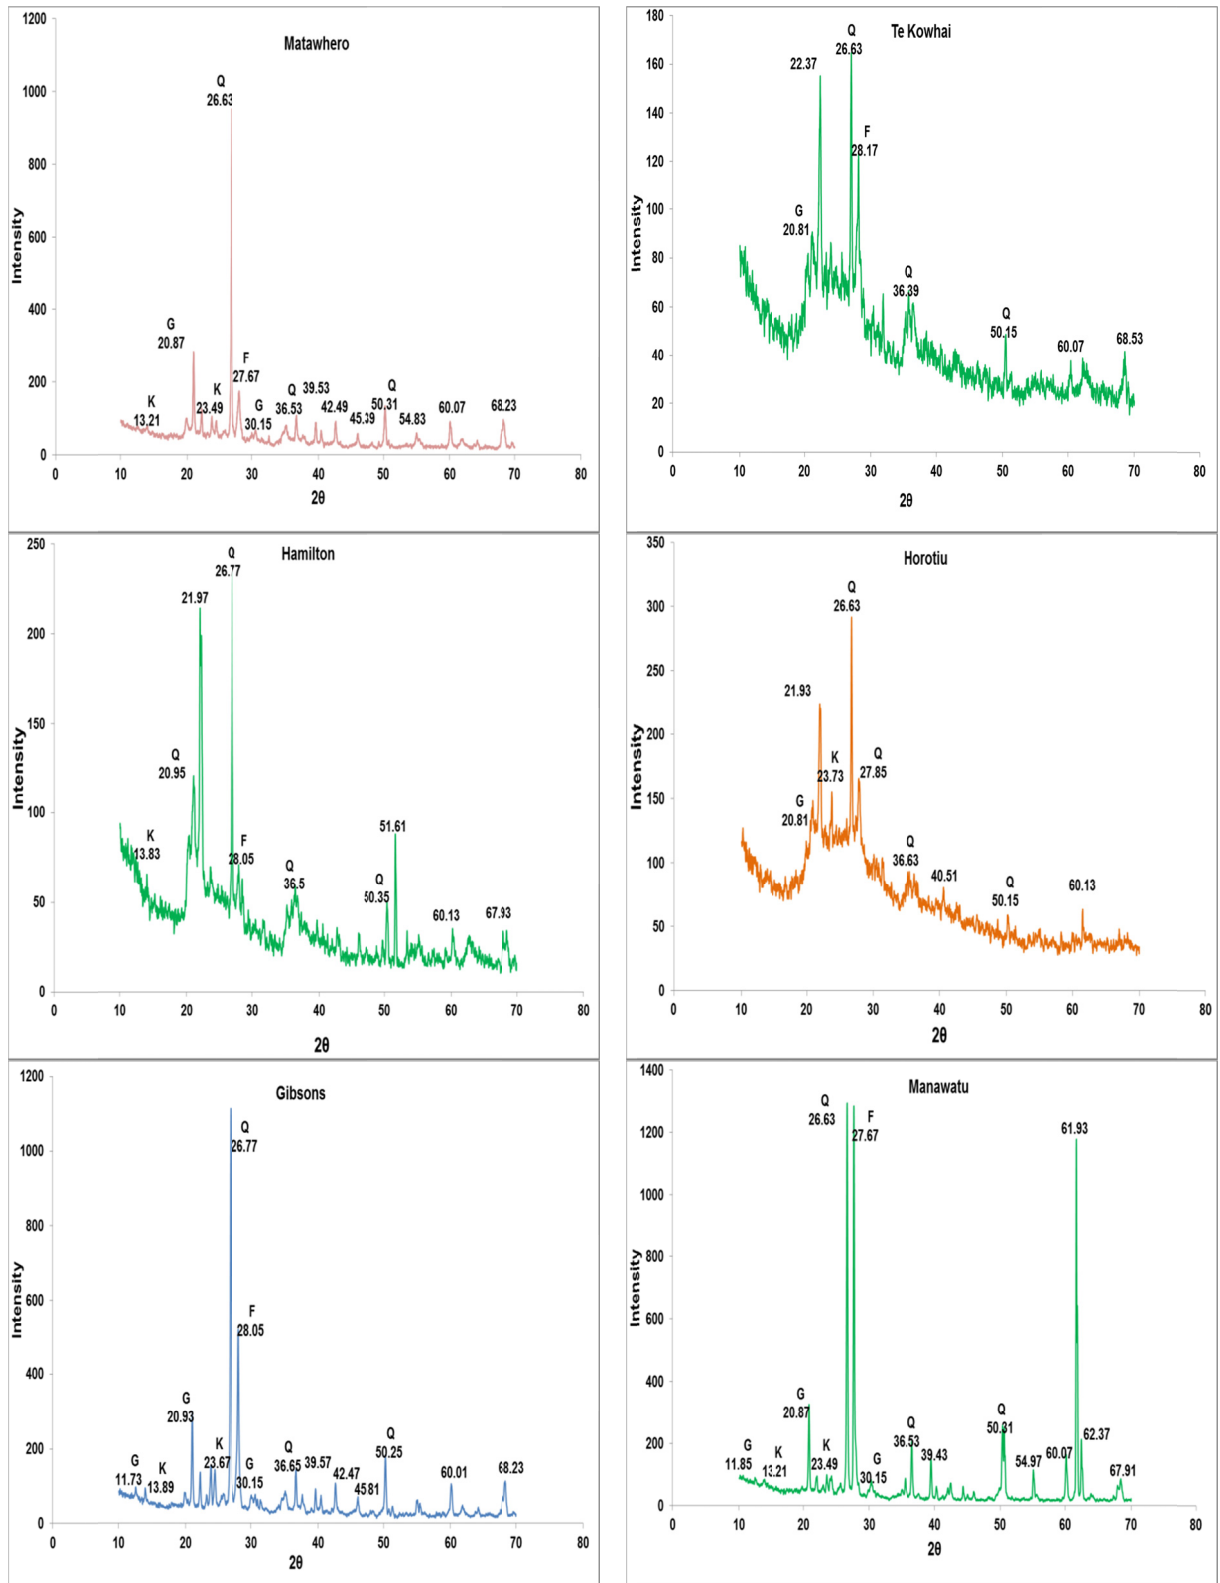 Matawhero
1200
1000
800
600
400
200
0
Intensity
Q
26.63
G
20.87
F
27.67
K
13.21
K
23.49
G
30.15
Q
36.53
39.53
42.49
45.39
Q
50.31
54.83
60.07
68.23
0 10 20 30 40 50 60 70 80
2θ
Te Kowhai
180
160
140
120
100
80
60
40
20
0
Intensity
Q
26.63
22.37
F
28.17
G
20.81
Q
36.39
Q
50.15
60.07
68.53
0 10 20 30 40 50 60 70 80
2θ
Hamilton
250
200
150
100
50
0
Intensity
Q
26.77
21.97
Q
20.95
K
13.83
F
28.05
Q
36.5
Q
50.35
51.61
60.13
67.93
0 10 20 30 40 50 60 70 80
2θ
Horotiu
350
300
250
200
150
100
50
0
Intensity
Q
26.63
21.93
K
23.73
Q
27.85
G
20.81
Q
36.63
40.51
Q
50.15
60.13
0 10 20 30 40 50 60 70 80
2θ
Gibsons
1200
1000
800
600
400
200
0
Intensity
Q
26.77
F
28.05
G
20.93
G
11.73
K
13.89
K
23.67
G
30.15
Q
36.65
39.57
42.47
4581
Q
50.25
60.01
68.23
0 10 20 30 40 50 60 70 80
2θ
Manawatu
1400
1200
1000
800
600
400
200
0
Intensity
Q
26.63
F
27.67
61.93
G
20.87
G
11.85
K
13.21
K
23.49
G
30.15
Q
36.53
39.43
Q
50.31
54.97
60.07
62.37
67.91
0 10 20 30 40 50 60 70 80
2θ